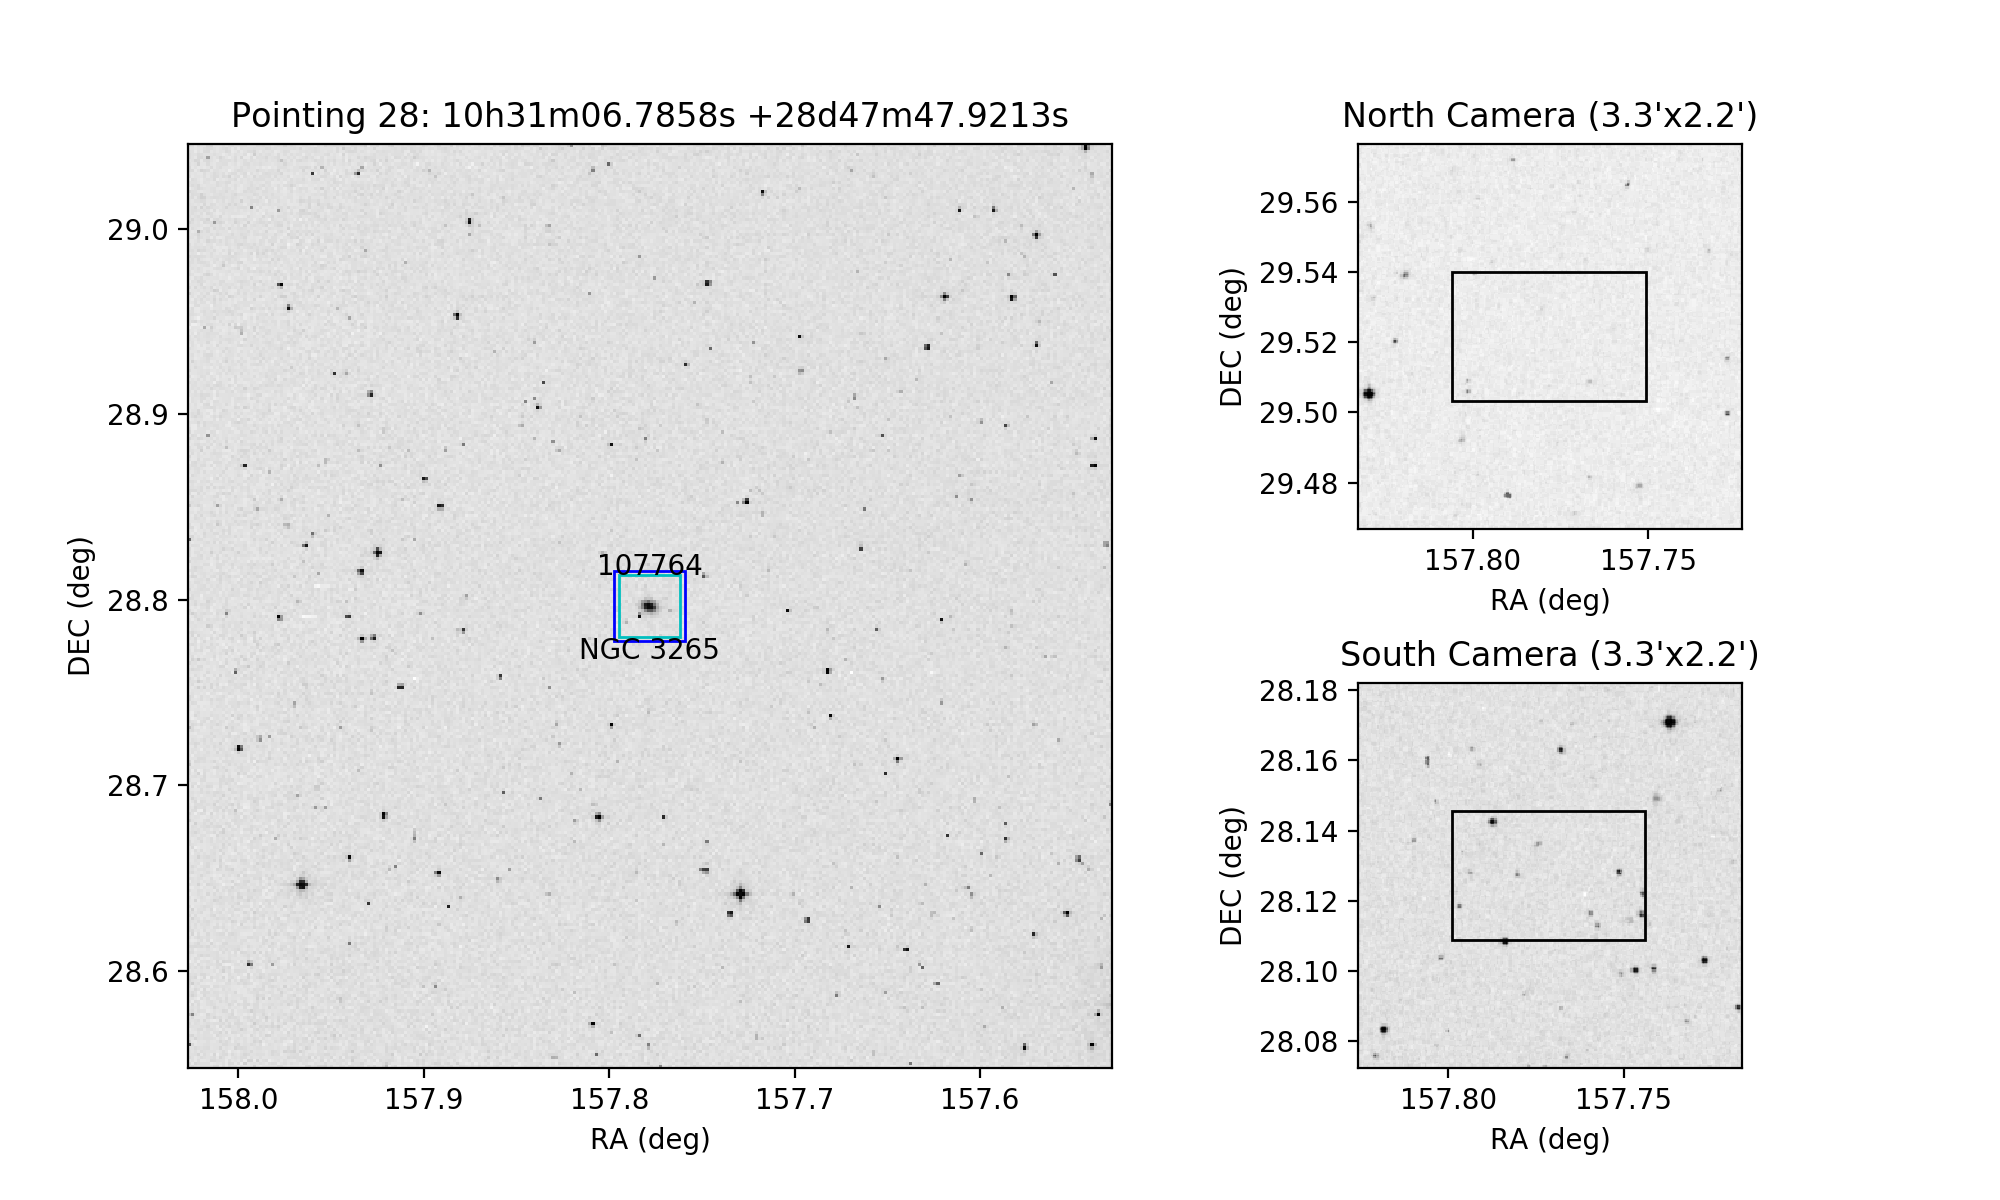 Pointing 28: 10h31m06.7858s +28d47m47.9213s
29.0
28.9
28.8
28.7
28.6
DEC (deg)
107764
NGC 3265
158.0 157.9 157.8 157.7 157.6
RA (deg)
North Camera (3.3'x2.2')
29.56
29.54
29.52
29.50
29.48
DEC (deg)
157.80 157.75
RA (deg)
South Camera (3.3'x2.2')
28.18
28.16
28.14
28.12
28.10
28.08
DEC (deg)
157.80 157.75
RA (deg)